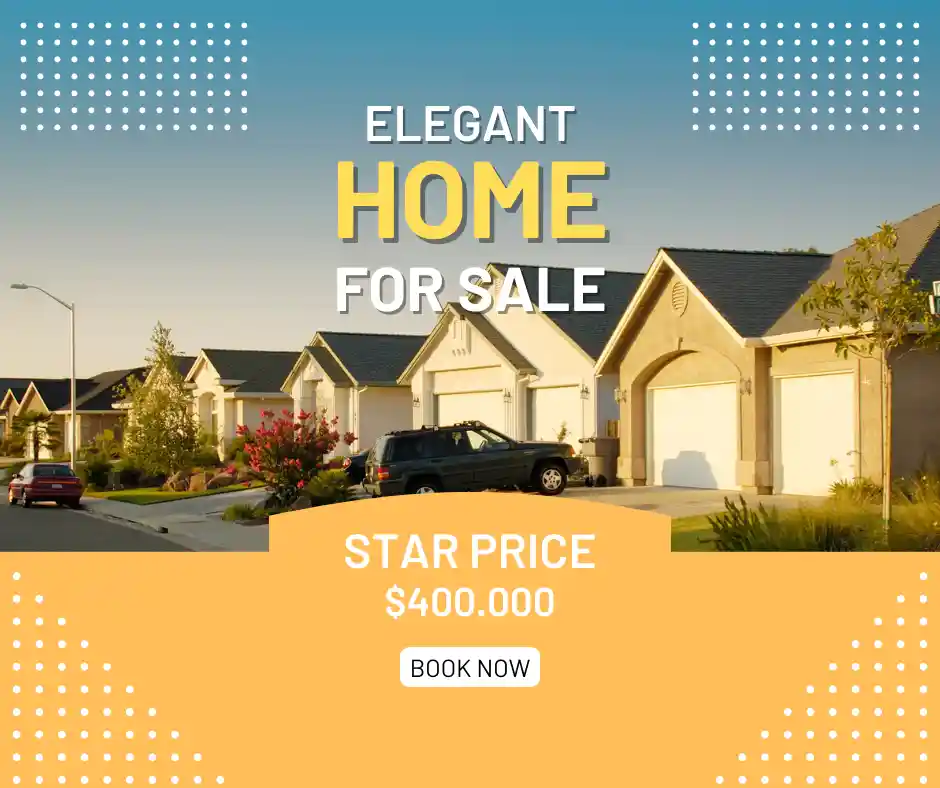 ELEGANT
HOME
FOR SALE
STAR PRICE
$400.000
BOOK NOW